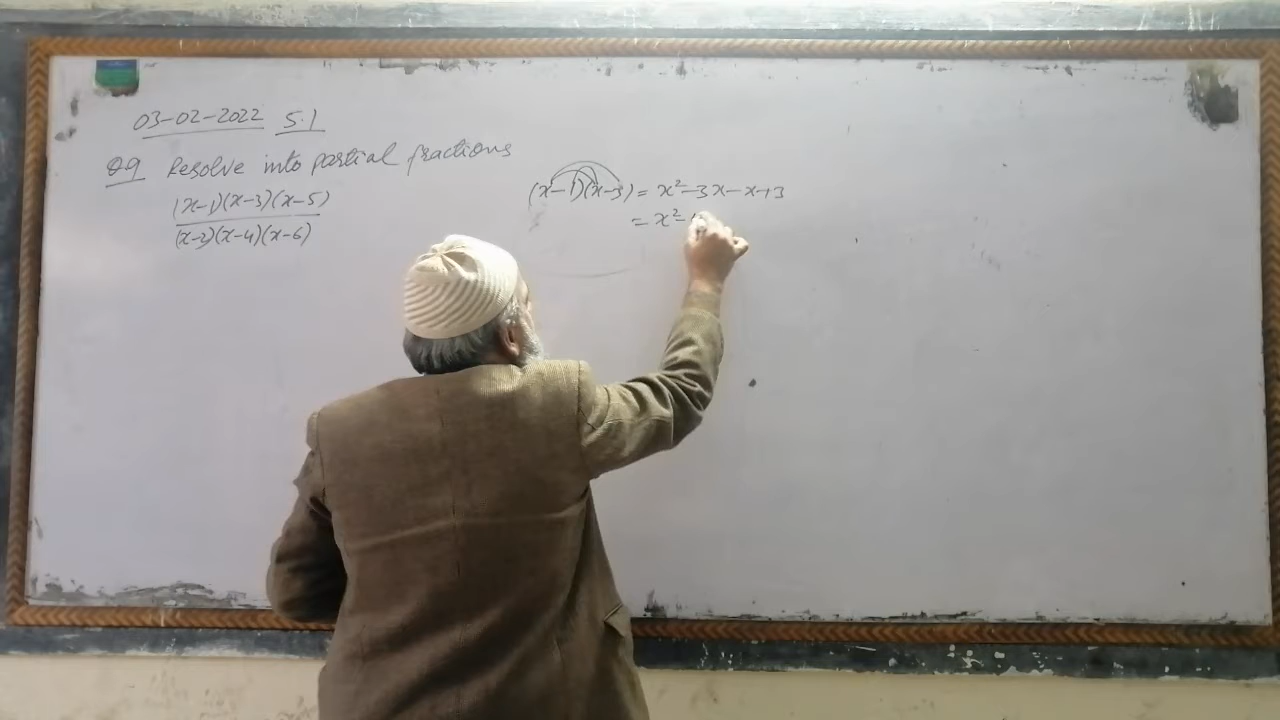 03-02-2022 5.1
Q9 Resolve into partial fractions
(x-1)(x-3)(x-5)
(x-2)(x-4)(x-6)
(x-1)(x-3) = x²-3x-x+3
= x²-